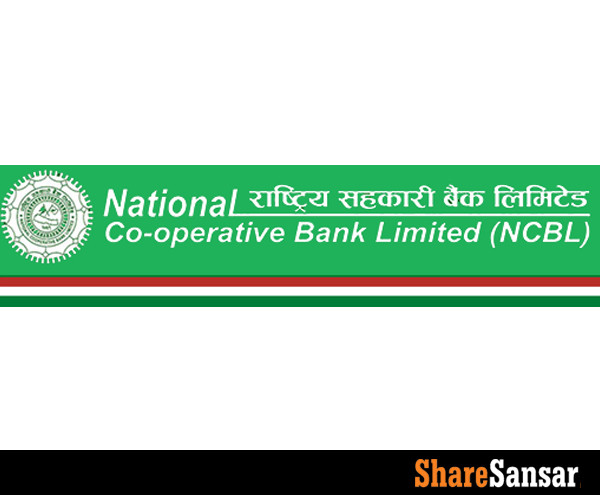 National राष्ट्रिय सहकारी बैंक लिमिटेड
Co-operative Bank Limited (NCBL)
ShareSansar